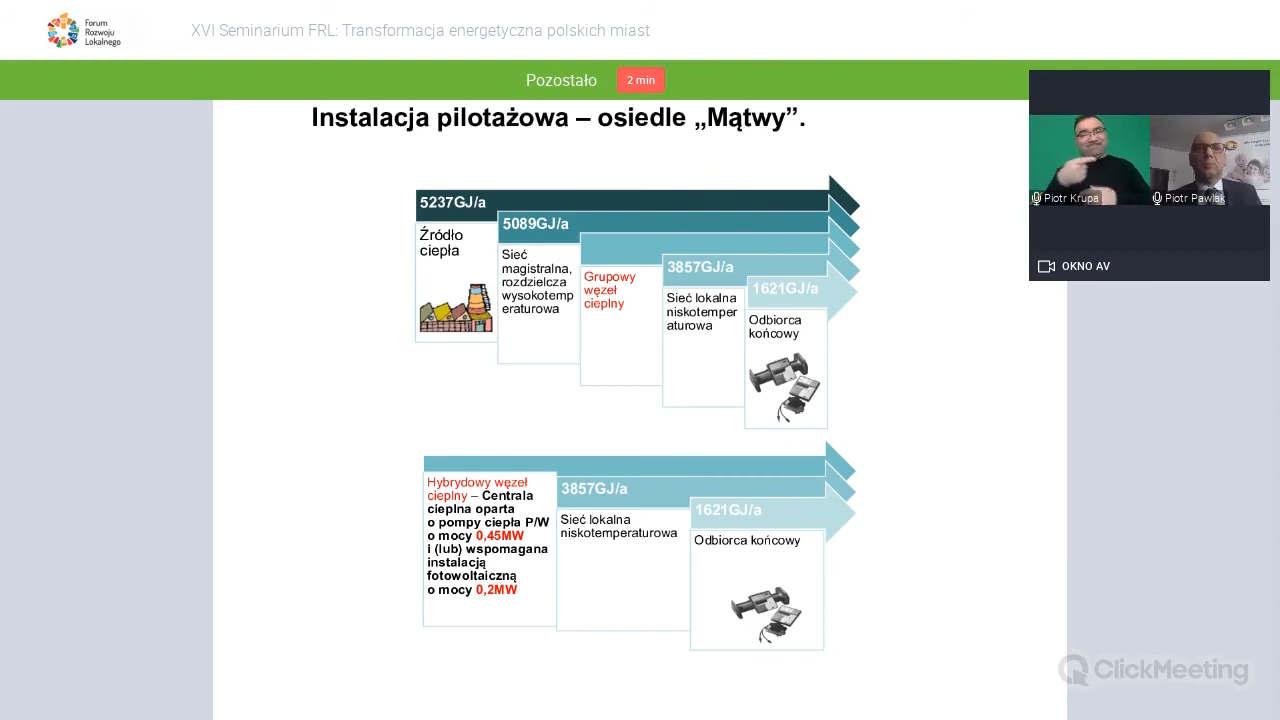 Forum
Rozwoju
Lokalnego
XVI Seminarium FRL: Transformacja energetyczna polskich miast
Pozostało 2 min
Instalacja pilotażowa – osiedle „Mątwy”.
5237GJ/a
Źródło
ciepła
5089GJ/a
Sieć
magistralna,
rozdzielcza
wysokotemp
eraturowa
Grupowy
węzeł
cieplny
3857GJ/a
Sieć lokalna
niskotemper
aturowa
1621GJ/a
Odbiorca
końcowy
Hybrydowy węzeł
cieplny – Centrala
cieplna oparta
o pompy ciepła P/W
o mocy 0,45MW
i (lub) wspomagana
instalacją
fotowoltaiczną
o mocy 0,2MW
3857GJ/a
Sieć lokalna
niskotemperaturowa
1621GJ/a
Odbiorca końcowy
Piotr Krupa
Piotr Pawlak
OKNO AV
ClickMeeting